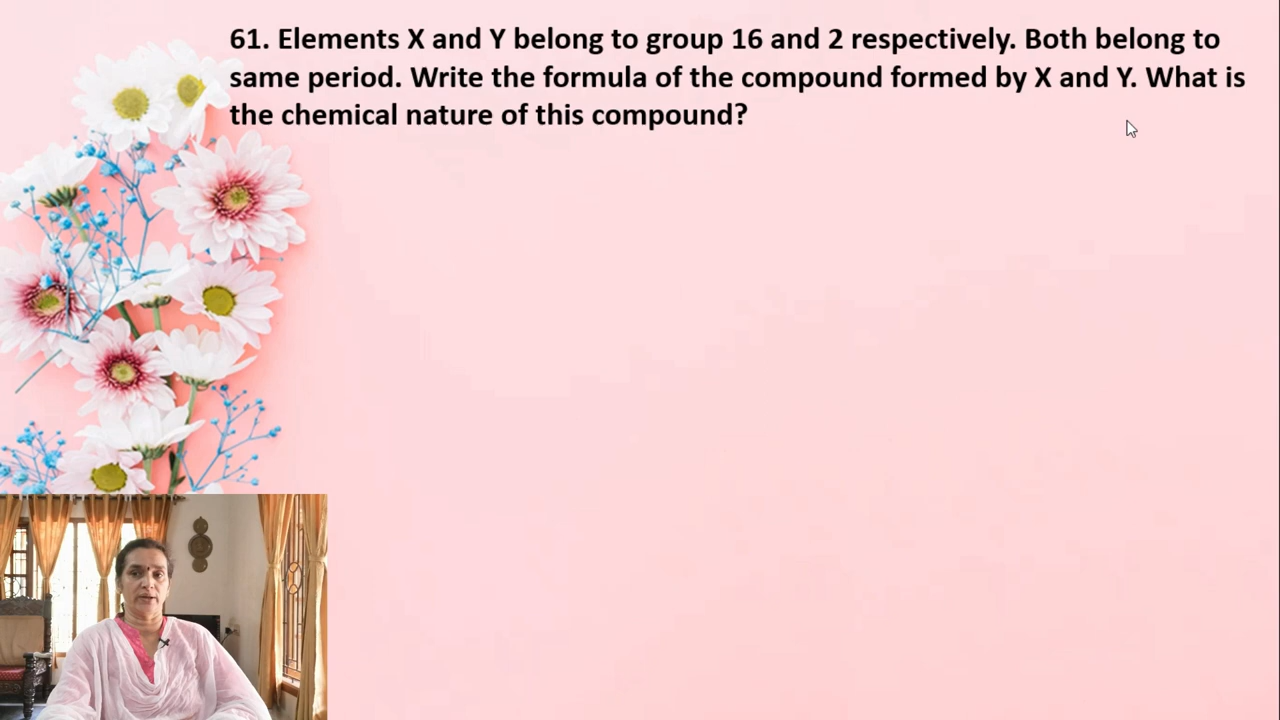 61. Elements X and Y belong to group 16 and 2 respectively. Both belong to
same period. Write the formula of the compound formed by X and Y. What is
the chemical nature of this compound?